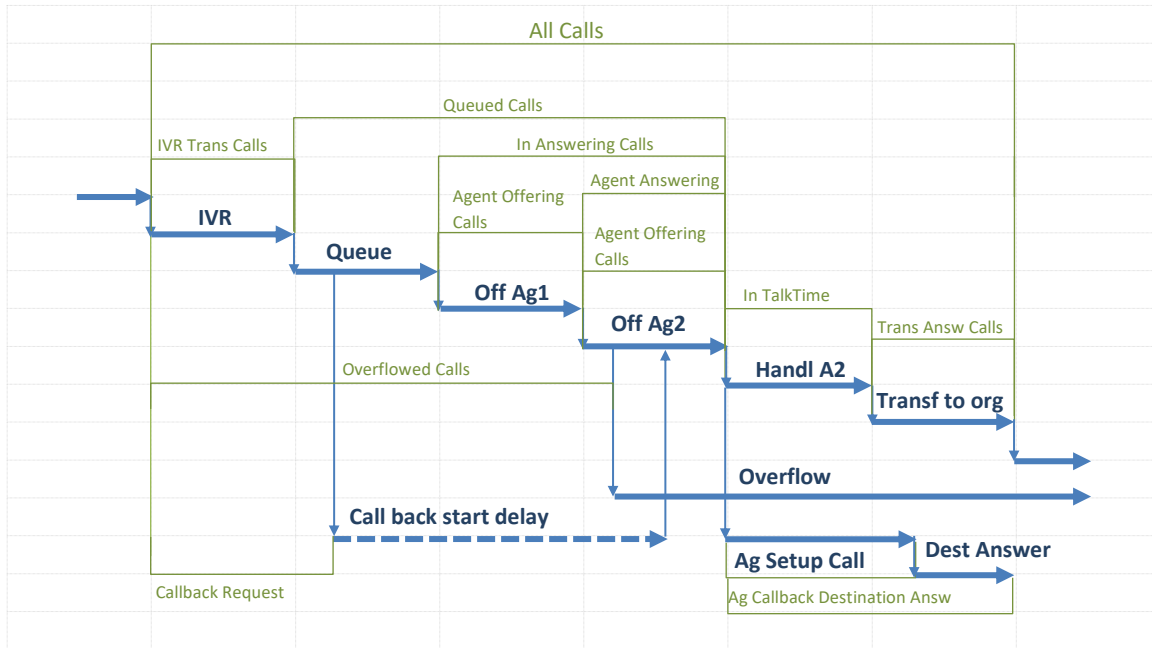 All Calls
Queued Calls
IVR Trans Calls
In Answering Calls
Agent Answering
Agent Offering
Calls
IVR
Agent Offering
Calls
Queue
Off Ag1
In TalkTime
Off Ag2
Trans Answ Calls
Overflowed Calls
Handl A2
Transf to org
Overflow
Call back start delay
Ag Setup Call
Dest Answer
Callback Request
Ag Callback Destination Answ